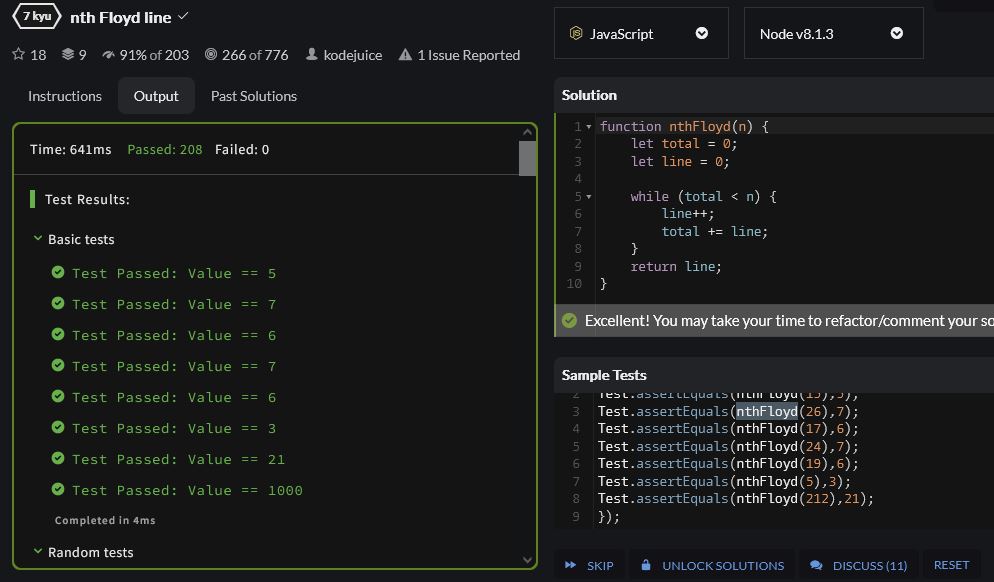 7 kyu nth Floyd line
18 9 91% of 203 266 of 776 kodejuice 1 Issue Reported
Instructions Output Past Solutions
Time: 641ms Passed: 208 Failed: 0
Test Results:
Basic tests
Test Passed: Value == 5
Test Passed: Value == 7
Test Passed: Value == 6
Test Passed: Value == 7
Test Passed: Value == 6
Test Passed: Value == 3
Test Passed: Value == 21
Test Passed: Value == 1000
Completed in 4ms
Random tests
JavaScript Node v8.1.3
Solution
1 function nthFloyd(n) {
2 let total = 0;
3 let line = 0;
4
5 while (total < n) {
6 line++;
7 total += line;
8 }
9 return line;
10 }
Excellent! You may take your time to refactor/comment your so
Sample Tests
2 Test.assertEquals(nthFloyd(15),5);
3 Test.assertEquals(nthFloyd(26),7);
4 Test.assertEquals(nthFloyd(17),6);
5 Test.assertEquals(nthFloyd(24),7);
6 Test.assertEquals(nthFloyd(19),6);
7 Test.assertEquals(nthFloyd(5),3);
8 Test.assertEquals(nthFloyd(212),21);
9 });
SKIP UNLOCK SOLUTIONS DISCUSS (11) RESET